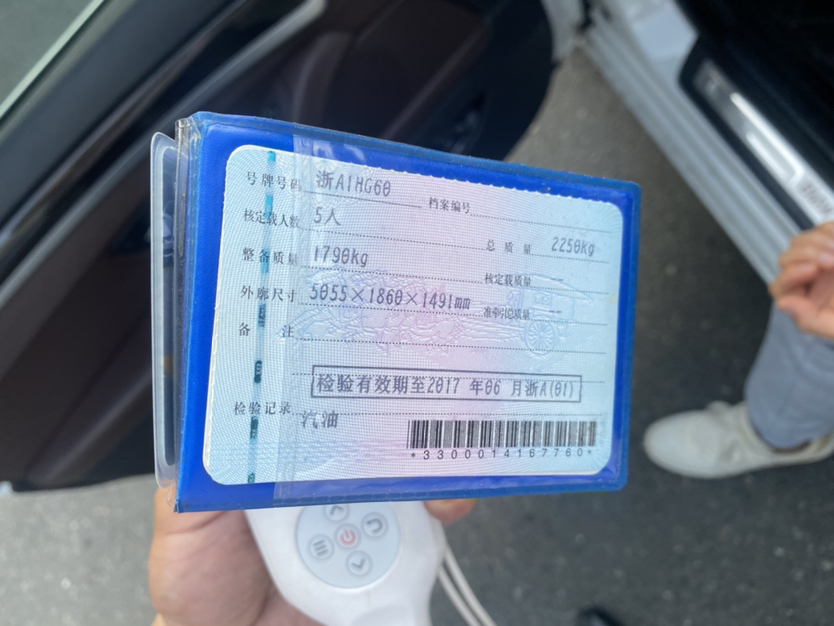 号牌号码 浙A1HG60 档案编号
核定载人数 5人 总质量 2250kg
整备质量 1790kg 核定载质量 --
外廓尺寸 5055×1860×1491mm 准牵引总质量 --
备注
检验有效期至2017 年06 月浙A(01)
检验记录
汽油
*3300014167760*